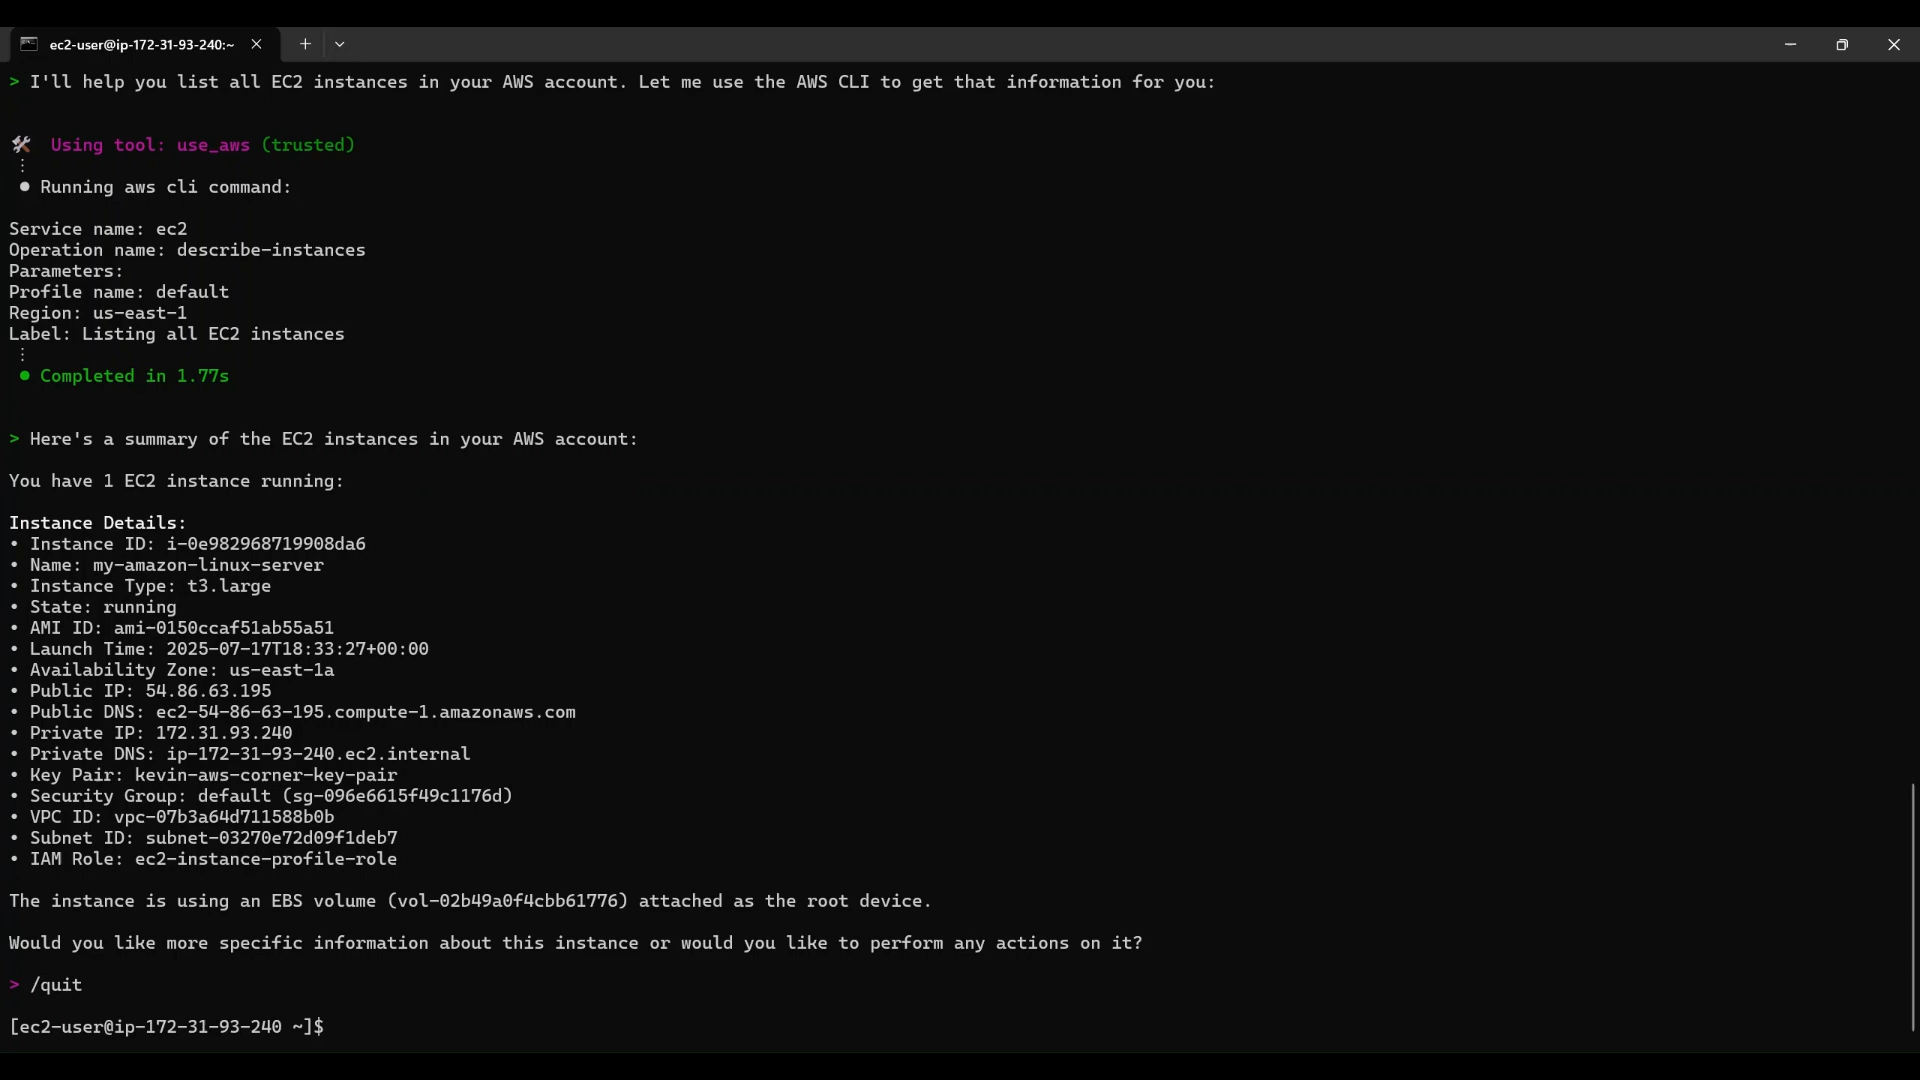 ec2-user@ip-172-31-93-240:~
> I'll help you list all EC2 instances in your AWS account. Let me use the AWS CLI to get that information for you:
🛠️ Using tool: use_aws (trusted)
⋮
● Running aws cli command:
Service name: ec2
Operation name: describe-instances
Parameters:
Profile name: default
Region: us-east-1
Label: Listing all EC2 instances
⋮
● Completed in 1.77s
> Here's a summary of the EC2 instances in your AWS account:
You have 1 EC2 instance running:
Instance Details:
• Instance ID: i-0e982968719908da6
• Name: my-amazon-linux-server
• Instance Type: t3.large
• State: running
• AMI ID: ami-0150ccaf51ab55a51
• Launch Time: 2025-07-17T18:33:27+00:00
• Availability Zone: us-east-1a
• Public IP: 54.86.63.195
• Public DNS: ec2-54-86-63-195.compute-1.amazonaws.com
• Private IP: 172.31.93.240
• Private DNS: ip-172-31-93-240.ec2.internal
• Key Pair: kevin-aws-corner-key-pair
• Security Group: default (sg-096e6615f49c1176d)
• VPC ID: vpc-07b3a64d711588b0b
• Subnet ID: subnet-03270e72d09f1deb7
• IAM Role: ec2-instance-profile-role
The instance is using an EBS volume (vol-02b49a0f4cbb61776) attached as the root device.
Would you like more specific information about this instance or would you like to perform any actions on it?
> /quit
[ec2-user@ip-172-31-93-240 ~]$